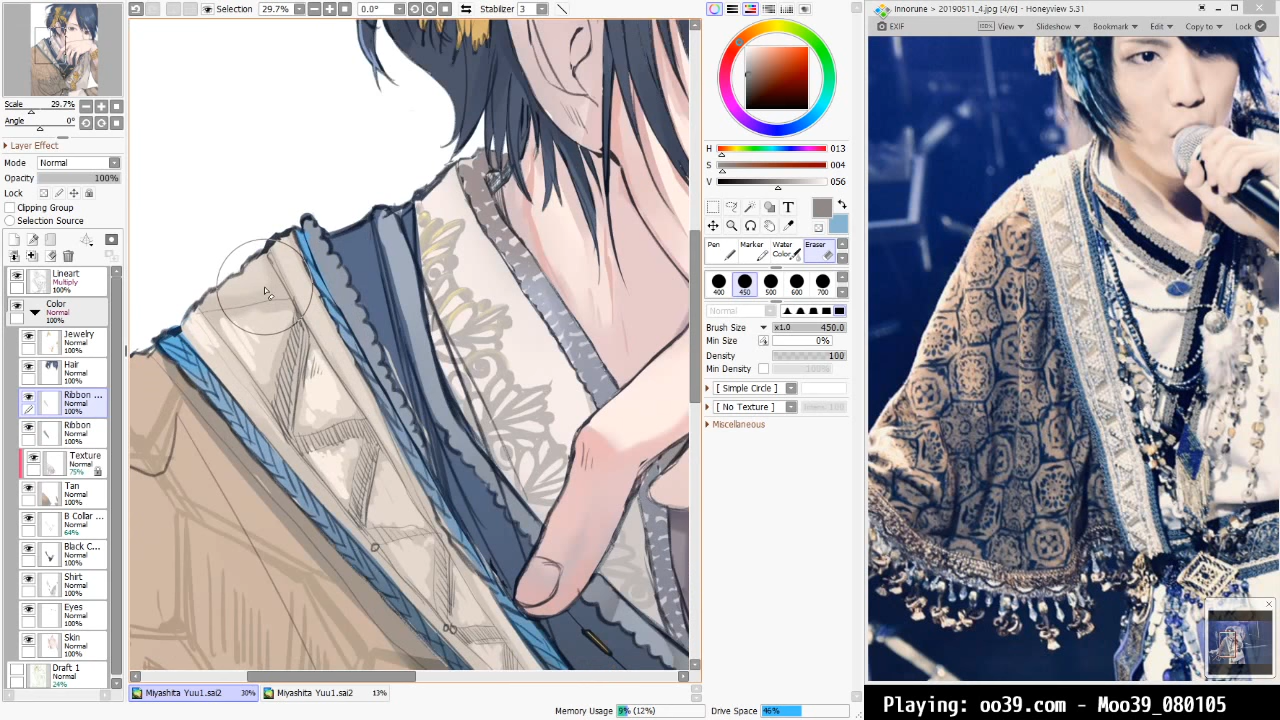 Selection
29.7%
0.0°
Stabilizer 3
Innorune > 20190511_4.jpg [4/6] - Honeyview 5.31
EXIF
View
Slideshow
Bookmark
Edit
Copy to
Lock
Scale
29.7%
Angle
0°
Layer Effect
Mode Normal
Opacity 100%
Lock
Clipping Group
Selection Source
Lineart
Multiply
100%
Color
Normal
100%
Normal
100%
Hair
Normal
100%
Ribbon ...
Normal
100%
Ribbon
Normal
100%
Texture
Normal
75%
Tan
Normal
100%
B Colar ...
Normal
64%
Black C...
Normal
100%
Shirt
Normal
100%
Eyes
Normal
100%
Skin
Normal
100%
Draft 1
24%
H 013
S 004
V 056
T
Pen
Marker
Water
Color
Eraser
400
450
500
600
700
Normal
Brush Size x1.0 450.0
Min Size 0%
Density 100
Min Density 100%
[ Simple Circle ]
[ No Texture ]
Miscellaneous
Miyashita Yuu1.sai2 30%
Miyashita Yuu1.sai2 13%
Memory Usage 9% (12%)
Drive Space 46%
Playing: oo39.com - Moo39_080105